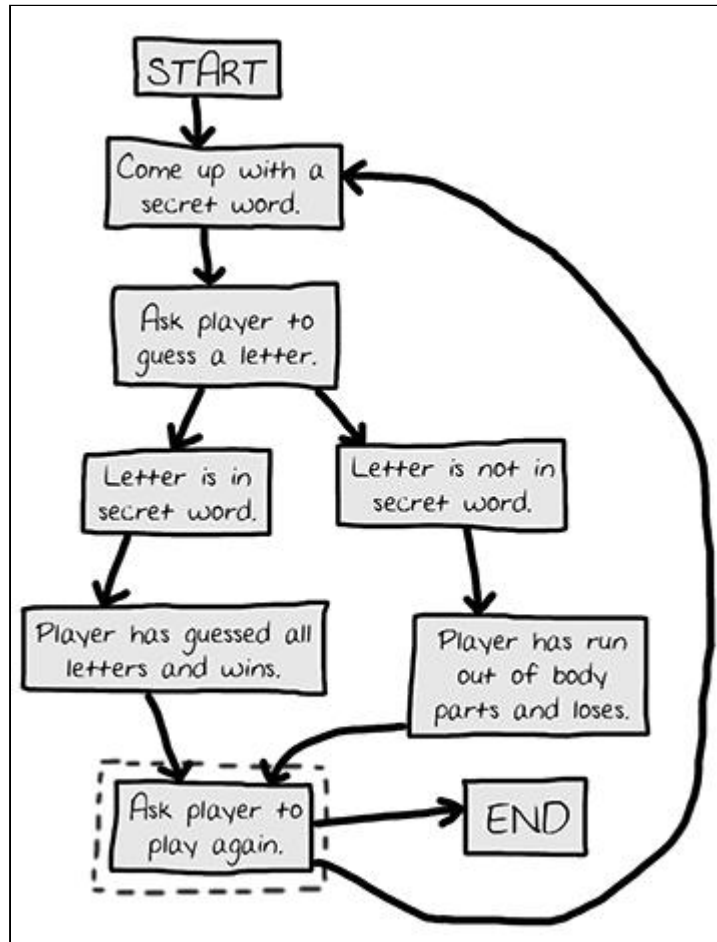 START
Come up with a
secret word.
Ask player to
guess a letter.
Letter is in
secret word.
Letter is not in
secret word.
Player has guessed all
letters and wins.
Player has run
out of body
parts and loses.
Ask player to
play again.
END